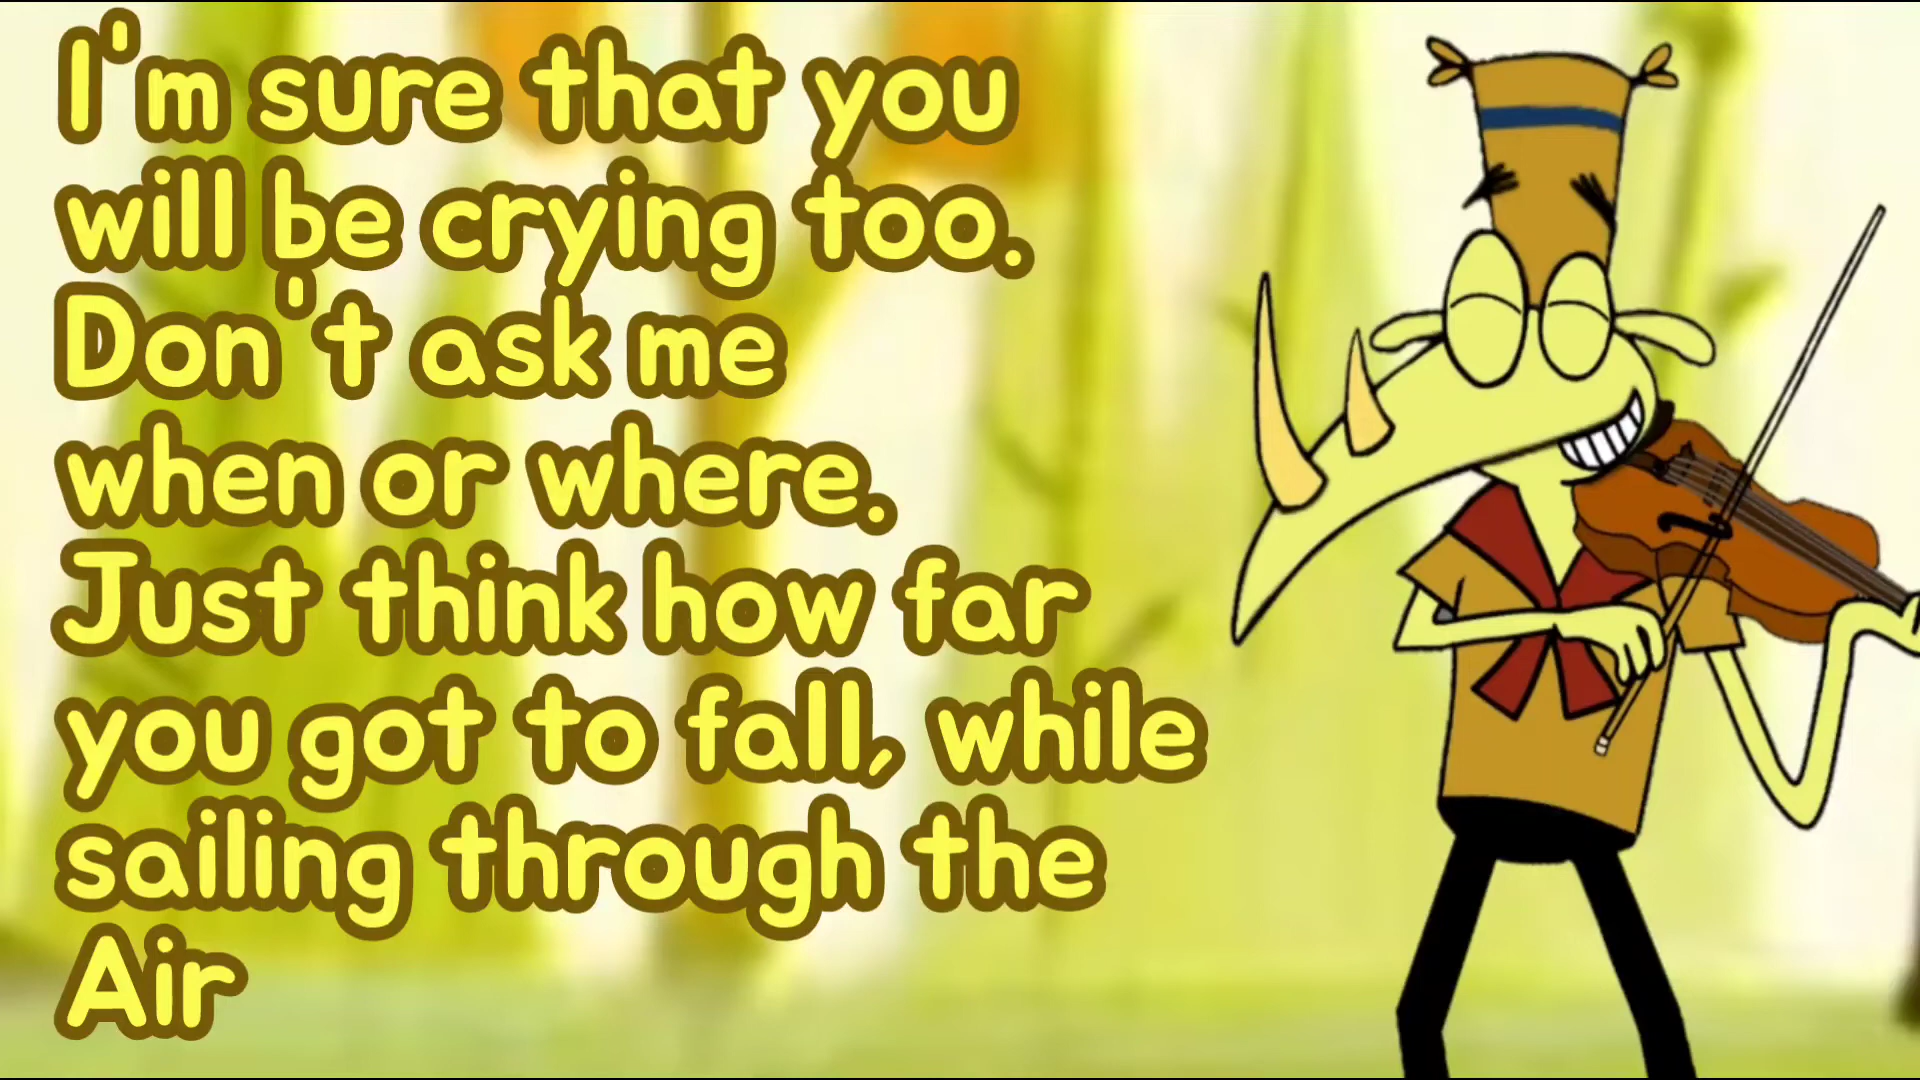 I'm sure that you
will be crying too.
Don't ask me
when or where.
Just think how far
you got to fall, while
sailing through the
Air